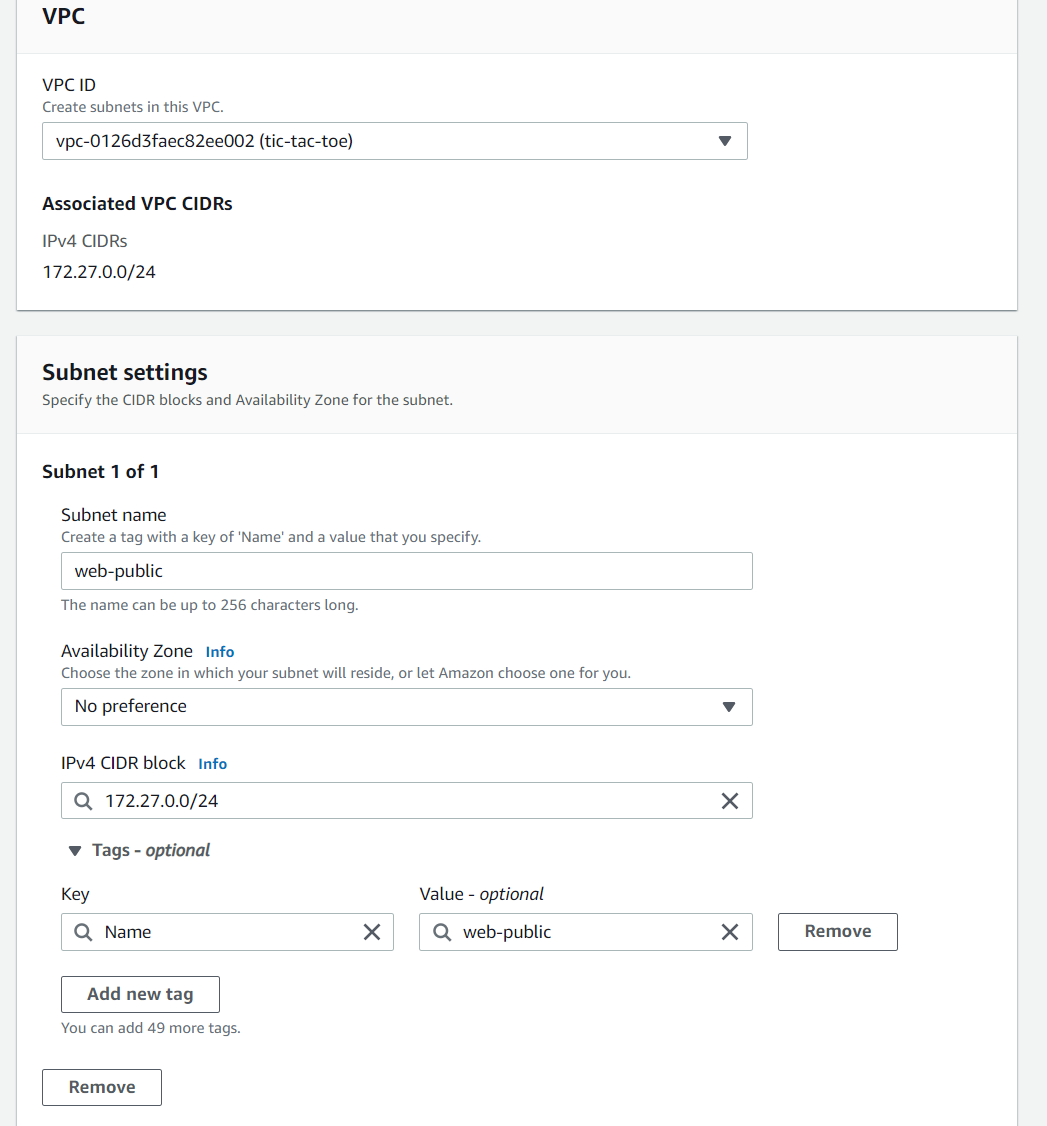 VPC
VPC ID
Create subnets in this VPC.
vpc-0126d3faec82ee002 (tic-tac-toe)
Associated VPC CIDRs
IPv4 CIDRs
172.27.0.0/24
Subnet settings
Specify the CIDR blocks and Availability Zone for the subnet.
Subnet 1 of 1
Subnet name
Create a tag with a key of 'Name' and a value that you specify.
web-public
The name can be up to 256 characters long.
Availability Zone Info
Choose the zone in which your subnet will reside, or let Amazon choose one for you.
No preference
IPv4 CIDR block Info
172.27.0.0/24
Tags - optional
Key Value - optional
Name web-public Remove
Add new tag
You can add 49 more tags.
Remove